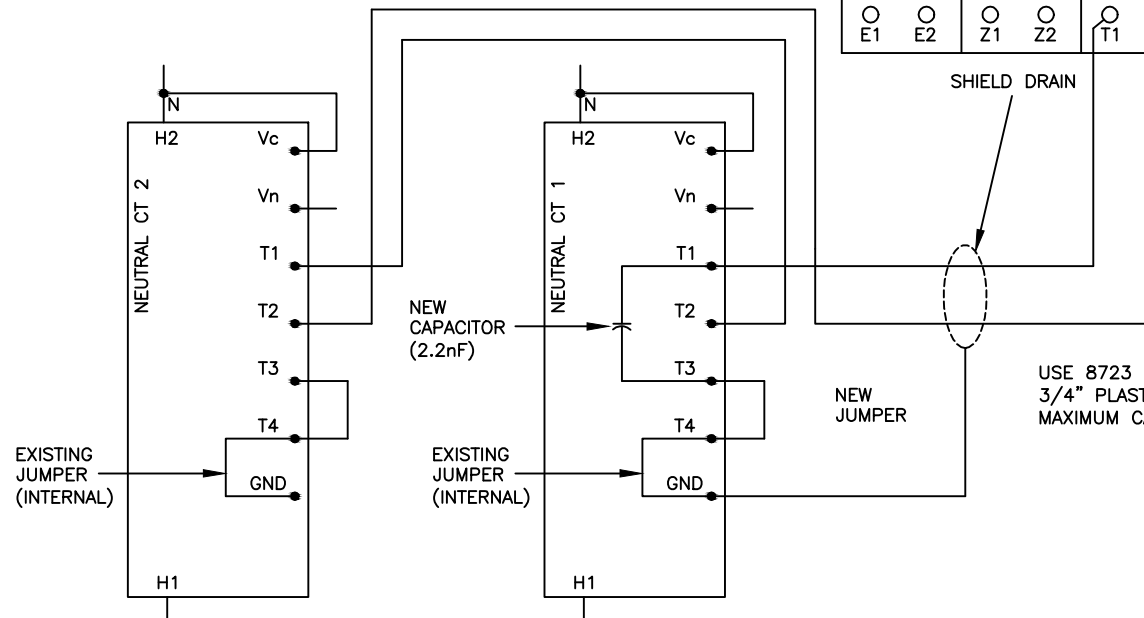 E1 E2 Z1 Z2 T1
SHIELD DRAIN
N
H2
Vc
Vn
T1
T2
T3
T4
GND
H1
NEUTRAL CT 2
EXISTING
JUMPER
(INTERNAL)
N
H2
Vc
Vn
T1
T2
T3
T4
GND
H1
NEUTRAL CT 1
NEW
CAPACITOR
(2.2nF)
EXISTING
JUMPER
(INTERNAL)
NEW
JUMPER
USE 8723
3/4" PLAST
MAXIMUM CA